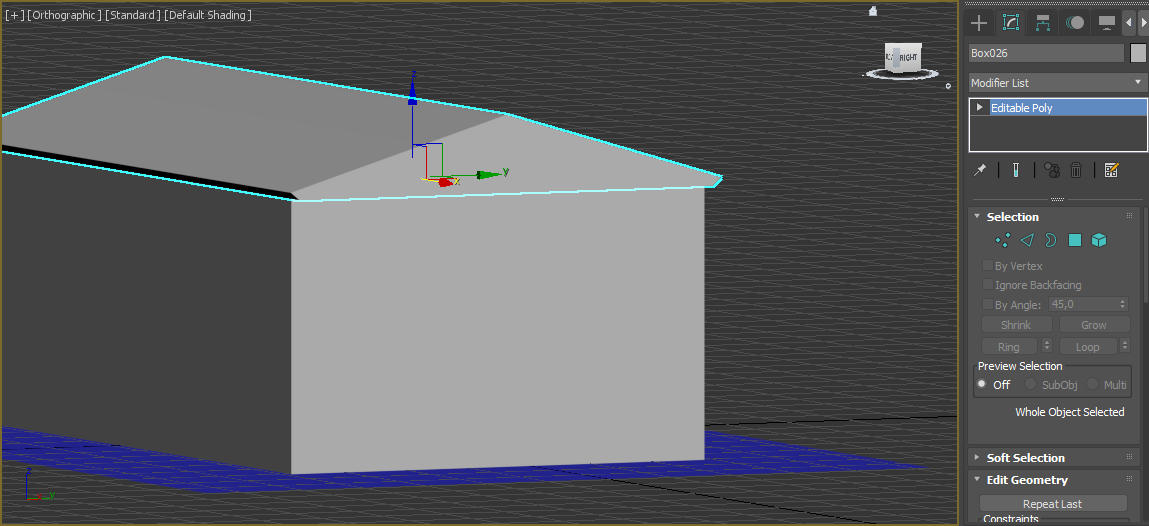 [+] [Orthographic] [Standard] [Default Shading]
RIGHT
z
y
x
y
Box026
Modifier List
Editable Poly
Selection
By Vertex
Ignore Backfacing
By Angle: 45,0
Shrink Grow
Ring Loop
Preview Selection
Off SubObj Multi
Whole Object Selected
Soft Selection
Edit Geometry
Repeat Last
Constraints